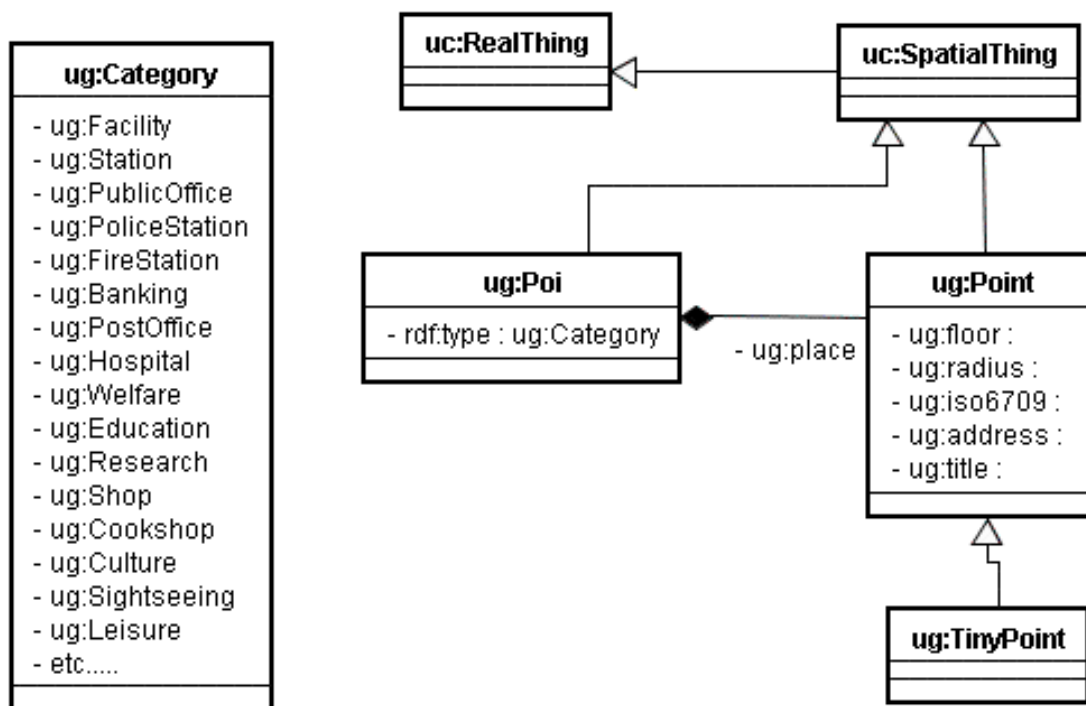 ug:Category
- ug:Facility
- ug:Station
- ug:PublicOffice
- ug:PoliceStation
- ug:FireStation
- ug:Banking
- ug:PostOffice
- ug:Hospital
- ug:Welfare
- ug:Education
- ug:Research
- ug:Shop
- ug:Cookshop
- ug:Culture
- ug:Sightseeing
- ug:Leisure
- etc.....
uc:RealThing
uc:SpatialThing
ug:Poi
- rdf:type : ug:Category
- ug:place
ug:Point
- ug:floor :
- ug:radius :
- ug:iso6709 :
- ug:address :
- ug:title :
ug:TinyPoint